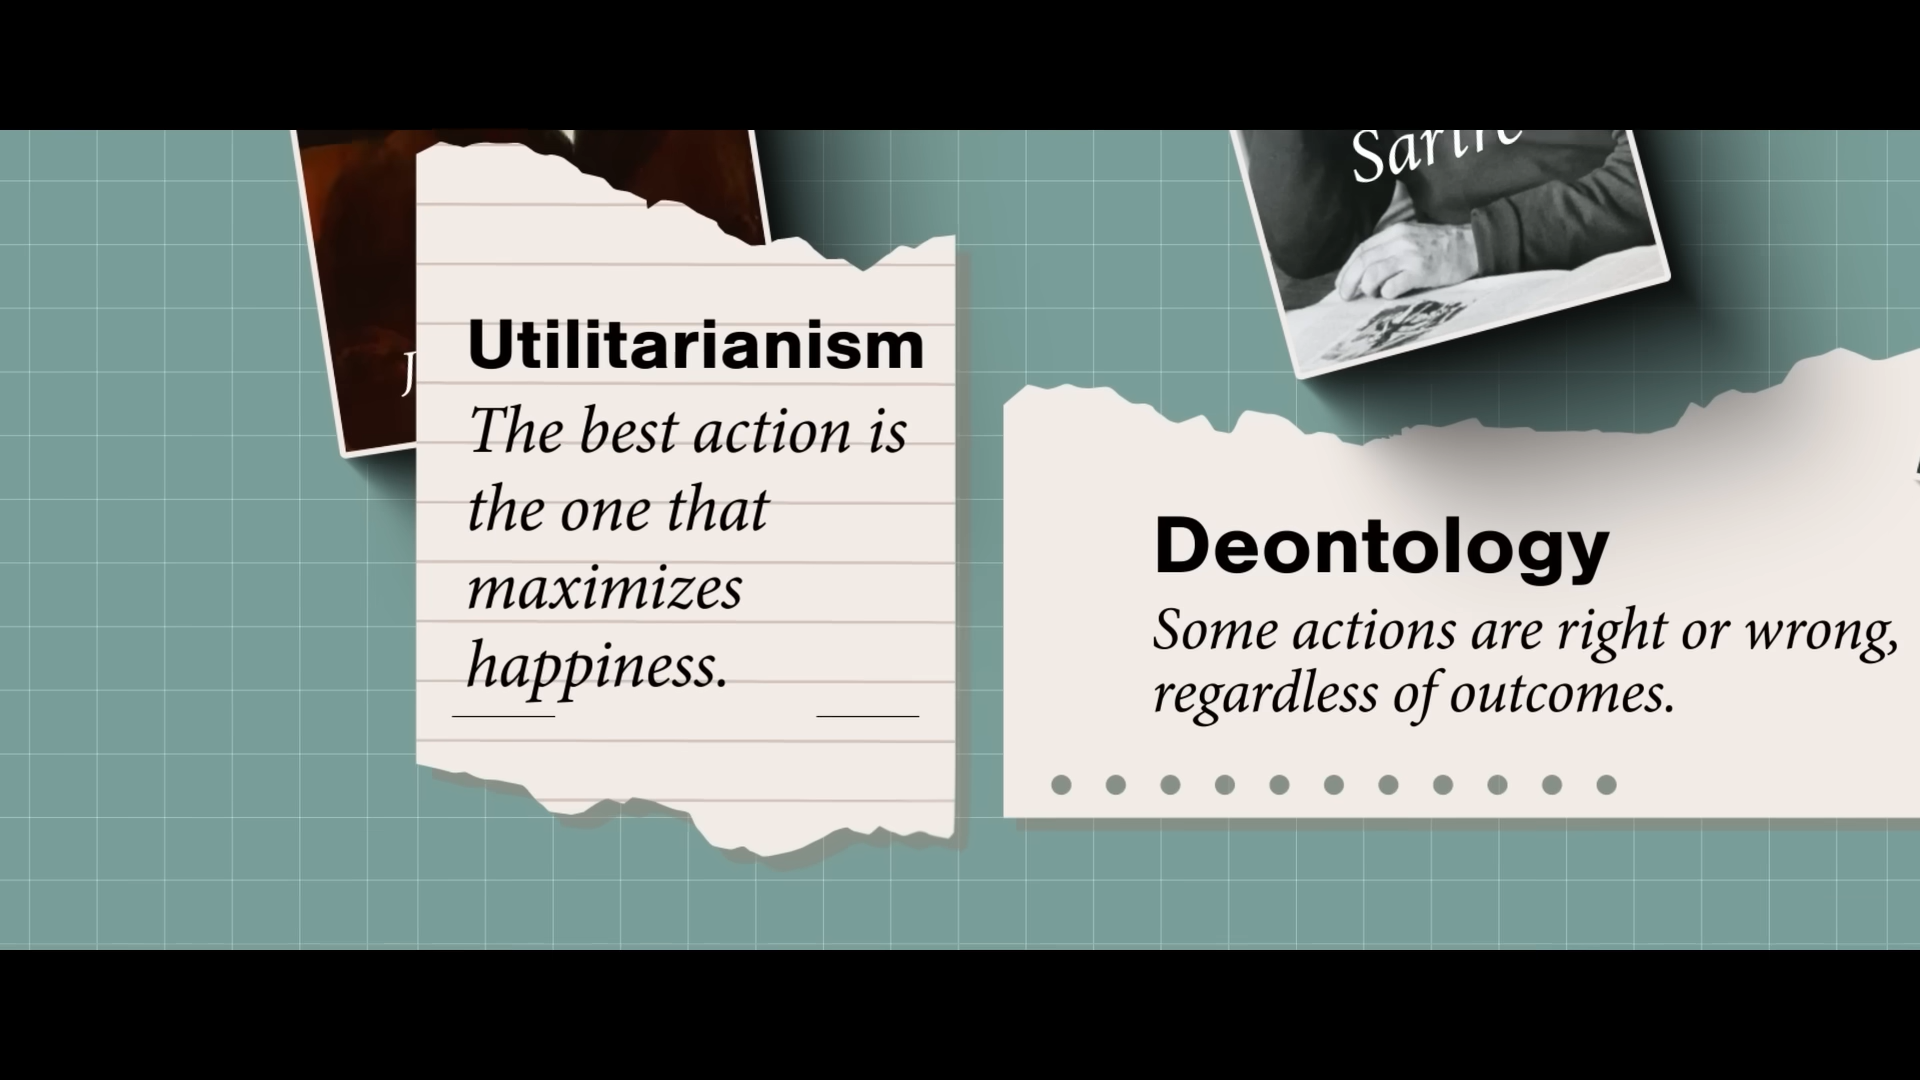 Sartre
J
Utilitarianism
The best action is
the one that
maximizes
happiness.
Deontology
Some actions are right or wrong,
regardless of outcomes.